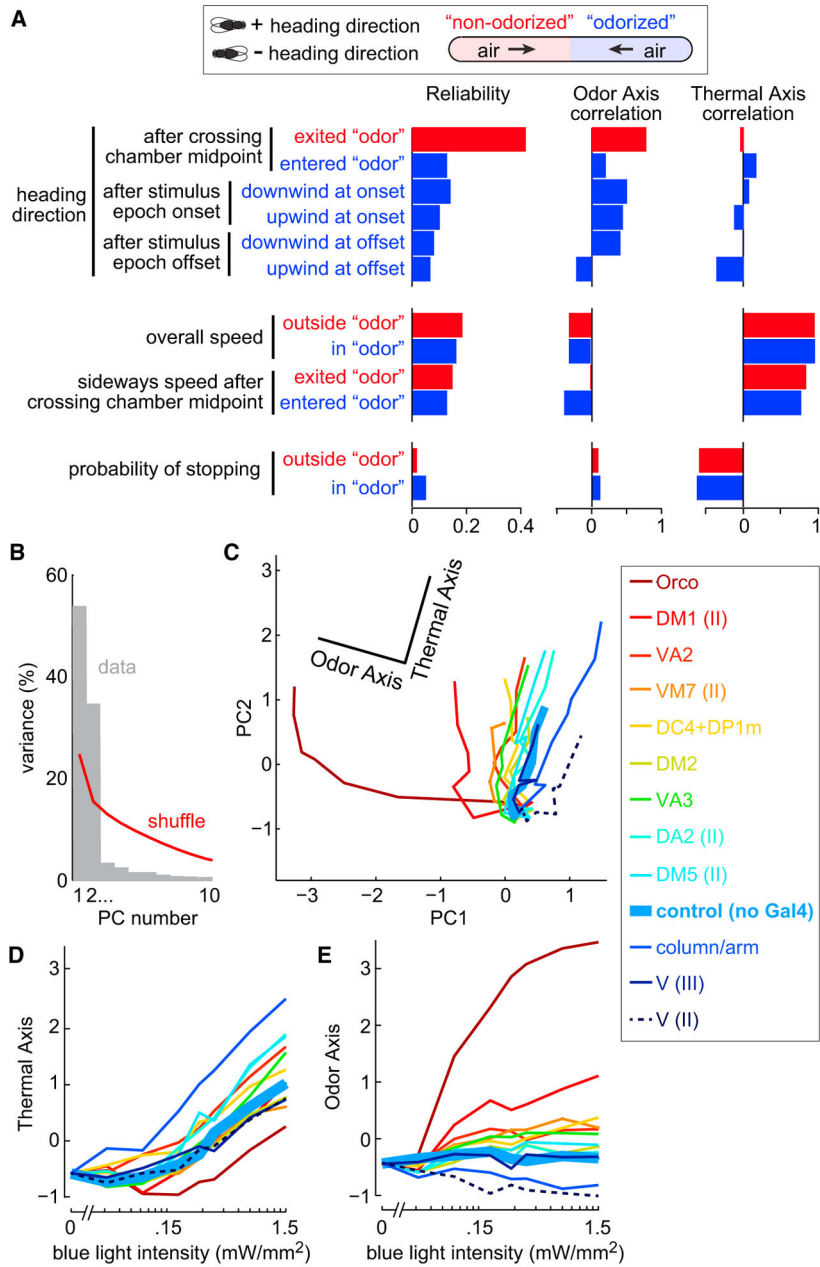 A
+ heading direction
− heading direction
"non-odorized"
"odorized"
air
air
Reliability
Odor Axis
correlation
Thermal Axis
correlation
heading
direction
after crossing
chamber midpoint
exited "odor"
entered "odor"
after stimulus
epoch onset
downwind at onset
upwind at onset
after stimulus
epoch offset
downwind at offset
upwind at offset
overall speed
outside "odor"
in "odor"
sideways speed after
crossing chamber midpoint
exited "odor"
entered "odor"
probability of stopping
outside "odor"
in "odor"
0 0.2 0.4
0 1
0 1
B
60
40
20
0
variance (%)
data
shuffle
12... 10
PC number
C
3
2
1
0
−1
PC2
Odor Axis
Thermal Axis
−3 −2 −1 0 1
PC1
Orco
DM1 (II)
VA2
VM7 (II)
DC4+DP1m
DM2
VA3
DA2 (II)
DM5 (II)
control (no Gal4)
column/arm
V (III)
V (II)
D
3
2
1
0
−1
Thermal Axis
0 .15 1.5
blue light intensity (mW/mm²)
E
3
2
1
0
−1
Odor Axis
0 .15 1.5
blue light intensity (mW/mm²)